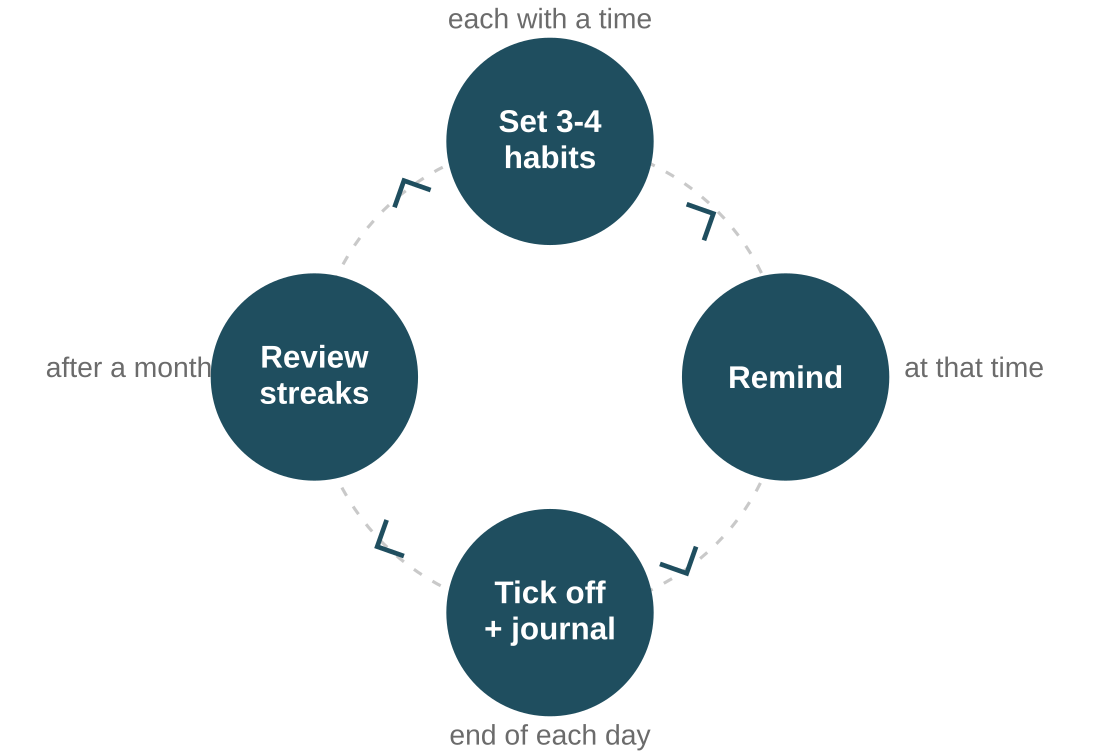 each with a time
Set 3-4
habits
after a month
Review
streaks
Remind
at that time
Tick off
+ journal
end of each day